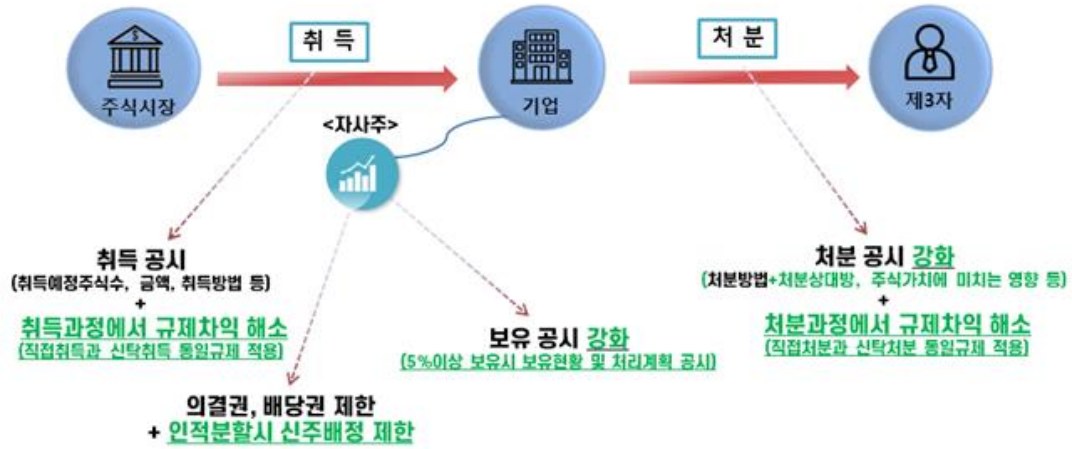 취 득
처 분
주식시장
기업
제3자
<자사주>
취득 공시
(취득예정주식수, 금액, 취득방법 등)
+
취득과정에서 규제차익 해소
(직접취득과 신탁취득 동일규제 적용)
의결권, 배당권 제한
+ 인적분할시 신주배정 제한
보유 공시 강화
(5%이상 보유시 보유현황 및 처리계획 공시)
처분 공시 강화
(처분방법+처분상대방, 주식가치에 미치는 영향 등)
+
처분과정에서 규제차익 해소
(직접처분과 신탁처분 동일규제 적용)